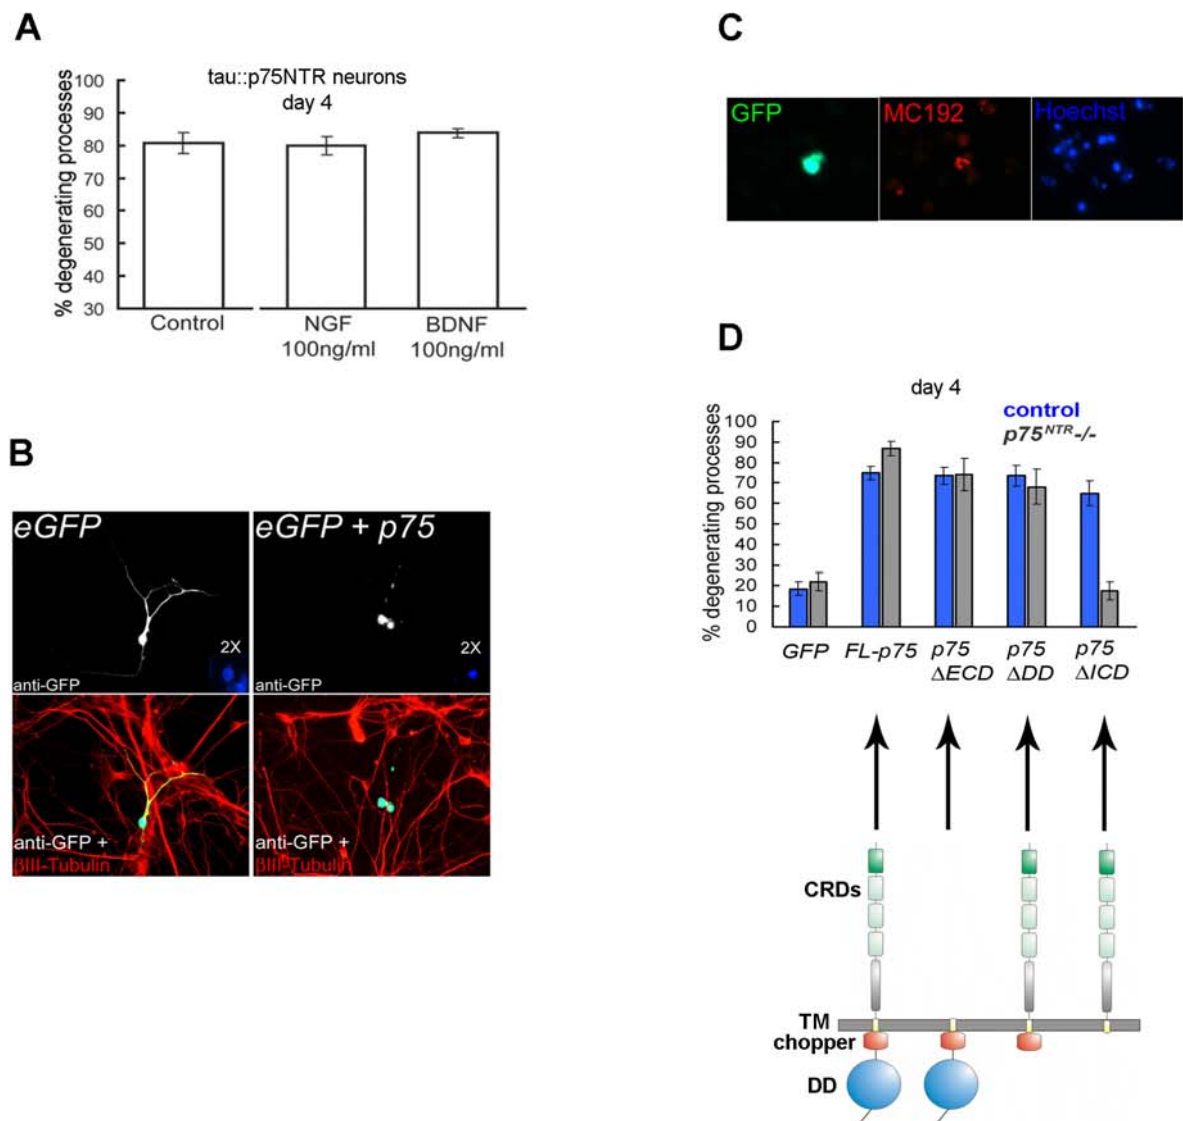 A
tau::p75NTR neurons
day 4
% degenerating processes
100
90
80
70
60
50
40
30
Control
NGF
100ng/ml
BDNF
100ng/ml
B
eGFP
2X
anti-GFP
eGFP + p75
2X
anti-GFP
anti-GFP +
βIII-Tubulin
anti-GFP +
βIII-Tubulin
C
GFP
MC192
Hoechst
D
day 4
control
p75NTR-/-
% degenerating processes
100
90
80
70
60
50
40
30
20
10
0
GFP
FL-p75
p75
ΔECD
p75
ΔDD
p75
ΔICD
CRDs
TM
chopper
DD